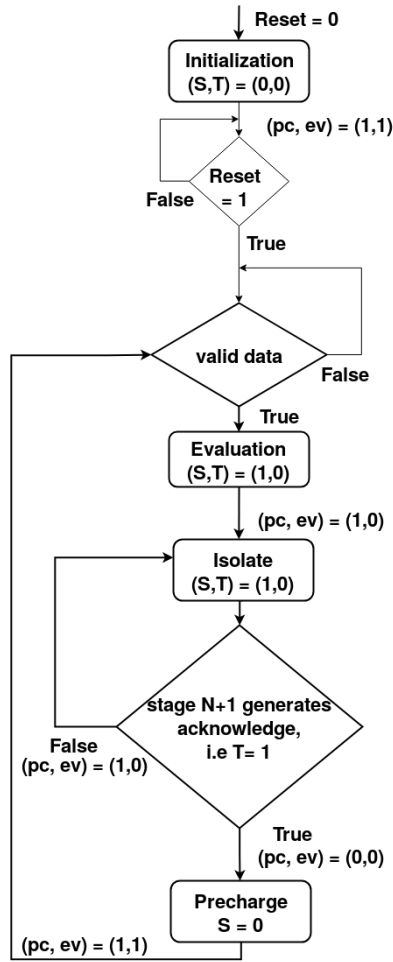 Reset = 0
Initialization
(S,T) = (0,0)
(pc, ev) = (1,1)
Reset
= 1
False
True
valid data
False
True
Evaluation
(S,T) = (1,0)
(pc, ev) = (1,0)
Isolate
(S,T) = (1,0)
stage N+1 generates
acknowledge,
i.e T= 1
False
(pc, ev) = (1,0)
True
(pc, ev) = (0,0)
Precharge
S = 0
(pc, ev) = (1,1)